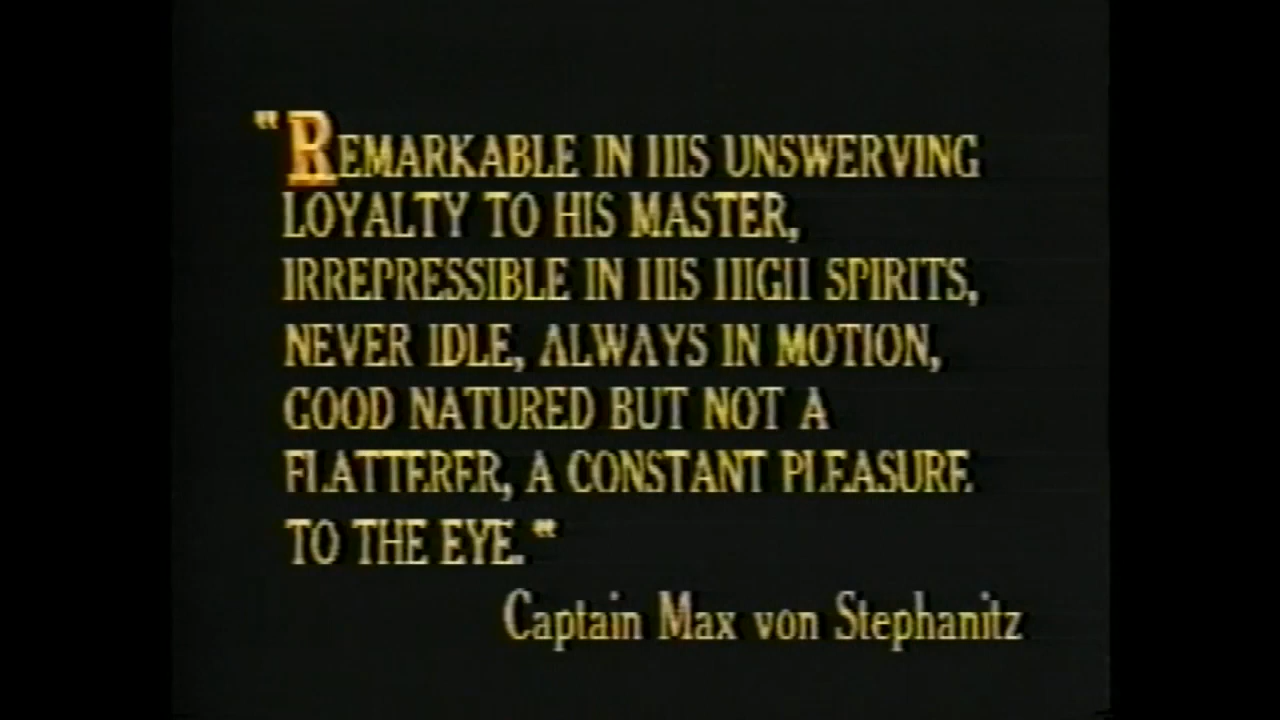 "REMARKABLE IN HIS UNSWERVING
LOYALTY TO HIS MASTER,
IRREPRESSIBLE IN HIS HIGH SPIRITS,
NEVER IDLE, ALWAYS IN MOTION,
GOOD NATURED BUT NOT A
FLATTERER, A CONSTANT PLEASURE
TO THE EYE."
Captain Max von Stephanitz